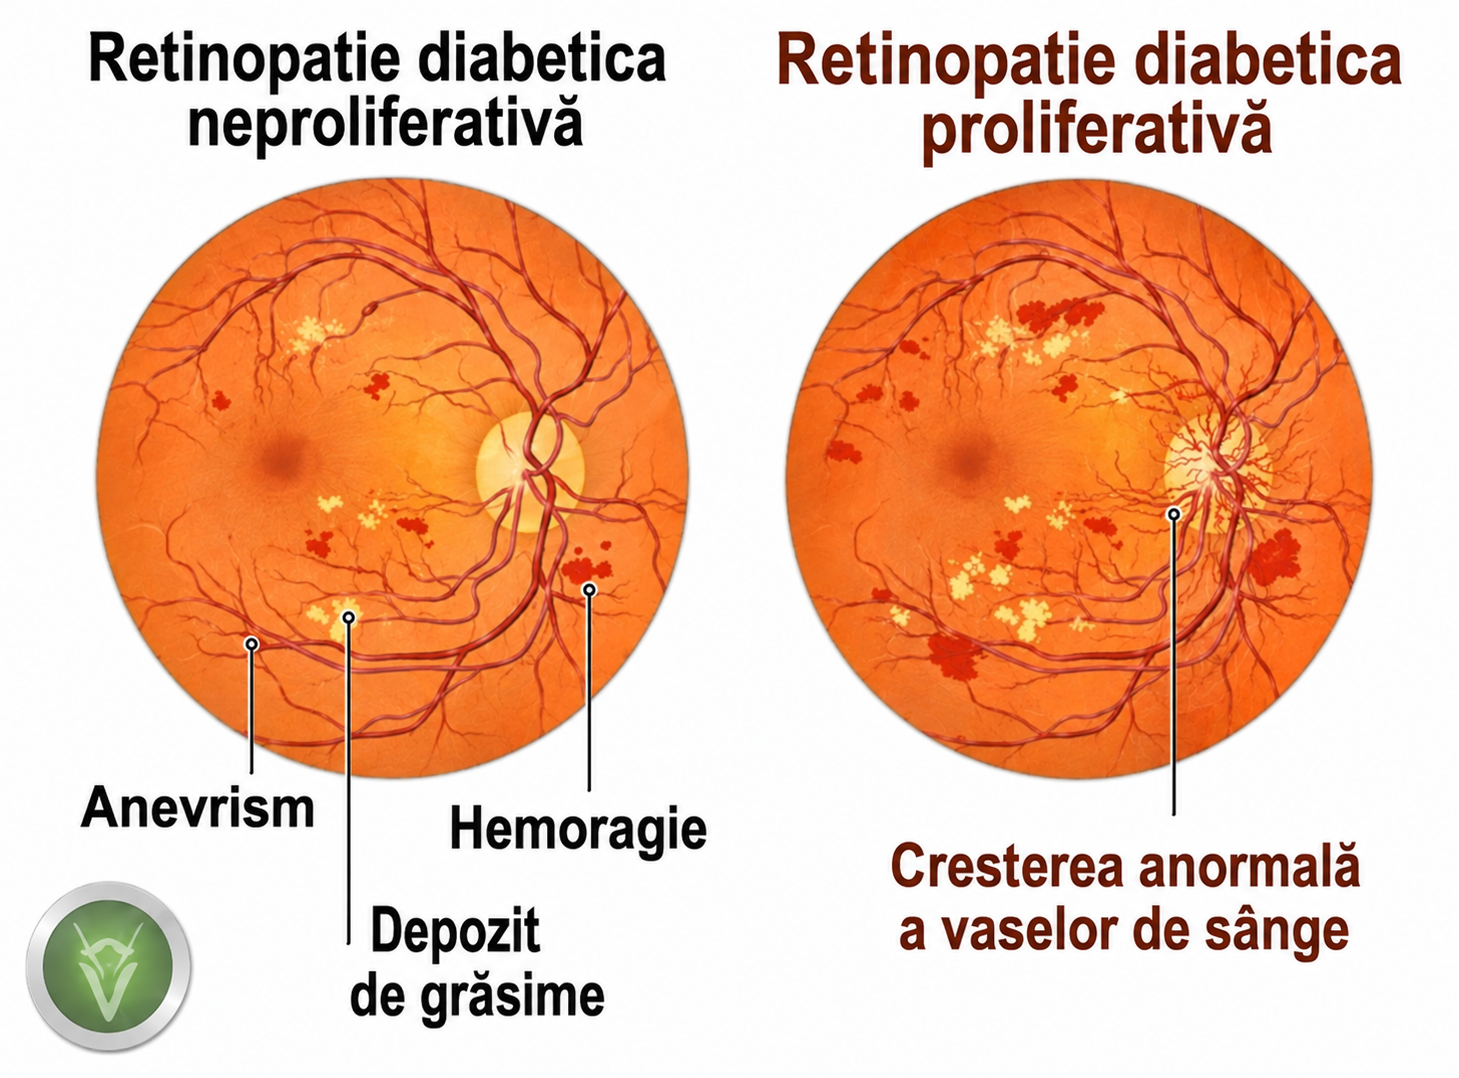 Retinopatie diabetica
neproliferativă
Retinopatie diabetica
proliferativă
Anevrism
Hemoragie
Depozit
de grăsime
Cresterea anormală
a vaselor de sânge